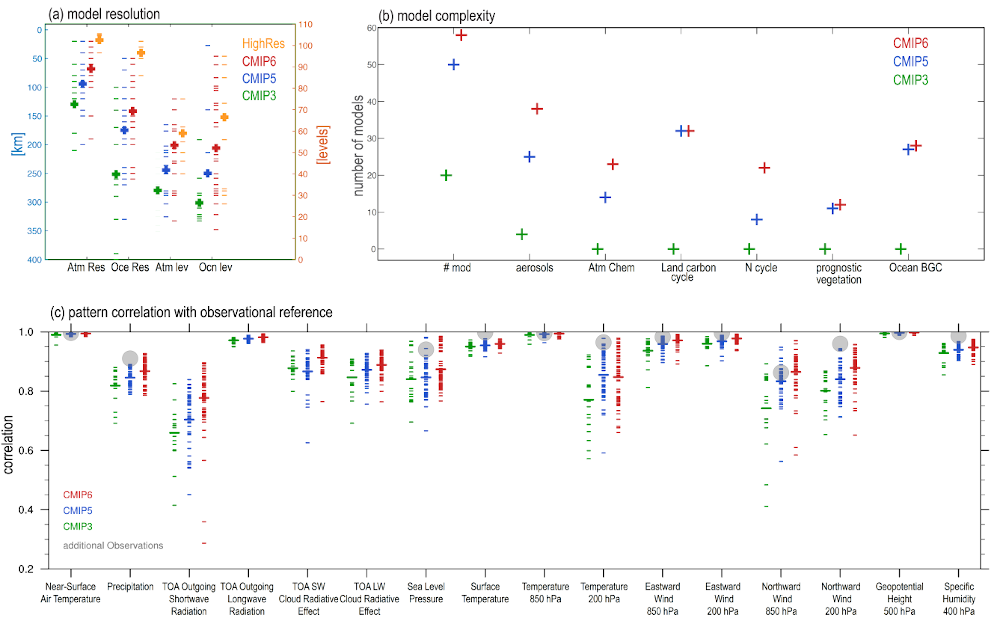 (a) model resolution
0
50
100
150
200
250
300
350
400
[km]
110
100
90
80
70
60
50
40
30
20
10
0
[levels]
HighRes
CMIP6
CMIP5
CMIP3
Atm Res
Oce Res
Atm lev
Ocn lev
(b) model complexity
60
50
40
30
20
10
0
number of models
CMIP6
CMIP5
CMIP3
# mod
aerosols
Atm Chem
Land carbon
cycle
N cycle
prognostic
vegetation
Ocean BGC
(c) pattern correlation with observational reference
1.0
0.8
0.6
0.4
0.2
correlation
CMIP6
CMIP5
CMIP3
additional Observations
Near-Surface
Air Temperature
Precipitation
TOA Outgoing
Shortwave
Radiation
TOA Outgoing
Longwave
Radiation
TOA SW
Cloud Radiative
Effect
TOA LW
Cloud Radiative
Effect
Sea Level
Pressure
Surface
Temperature
Temperature
850 hPa
Temperature
200 hPa
Eastward
Wind
850 hPa
Eastward
Wind
200 hPa
Northward
Wind
850 hPa
Northward
Wind
200 hPa
Geopotential
Height
500 hPa
Specific
Humidity
400 hPa